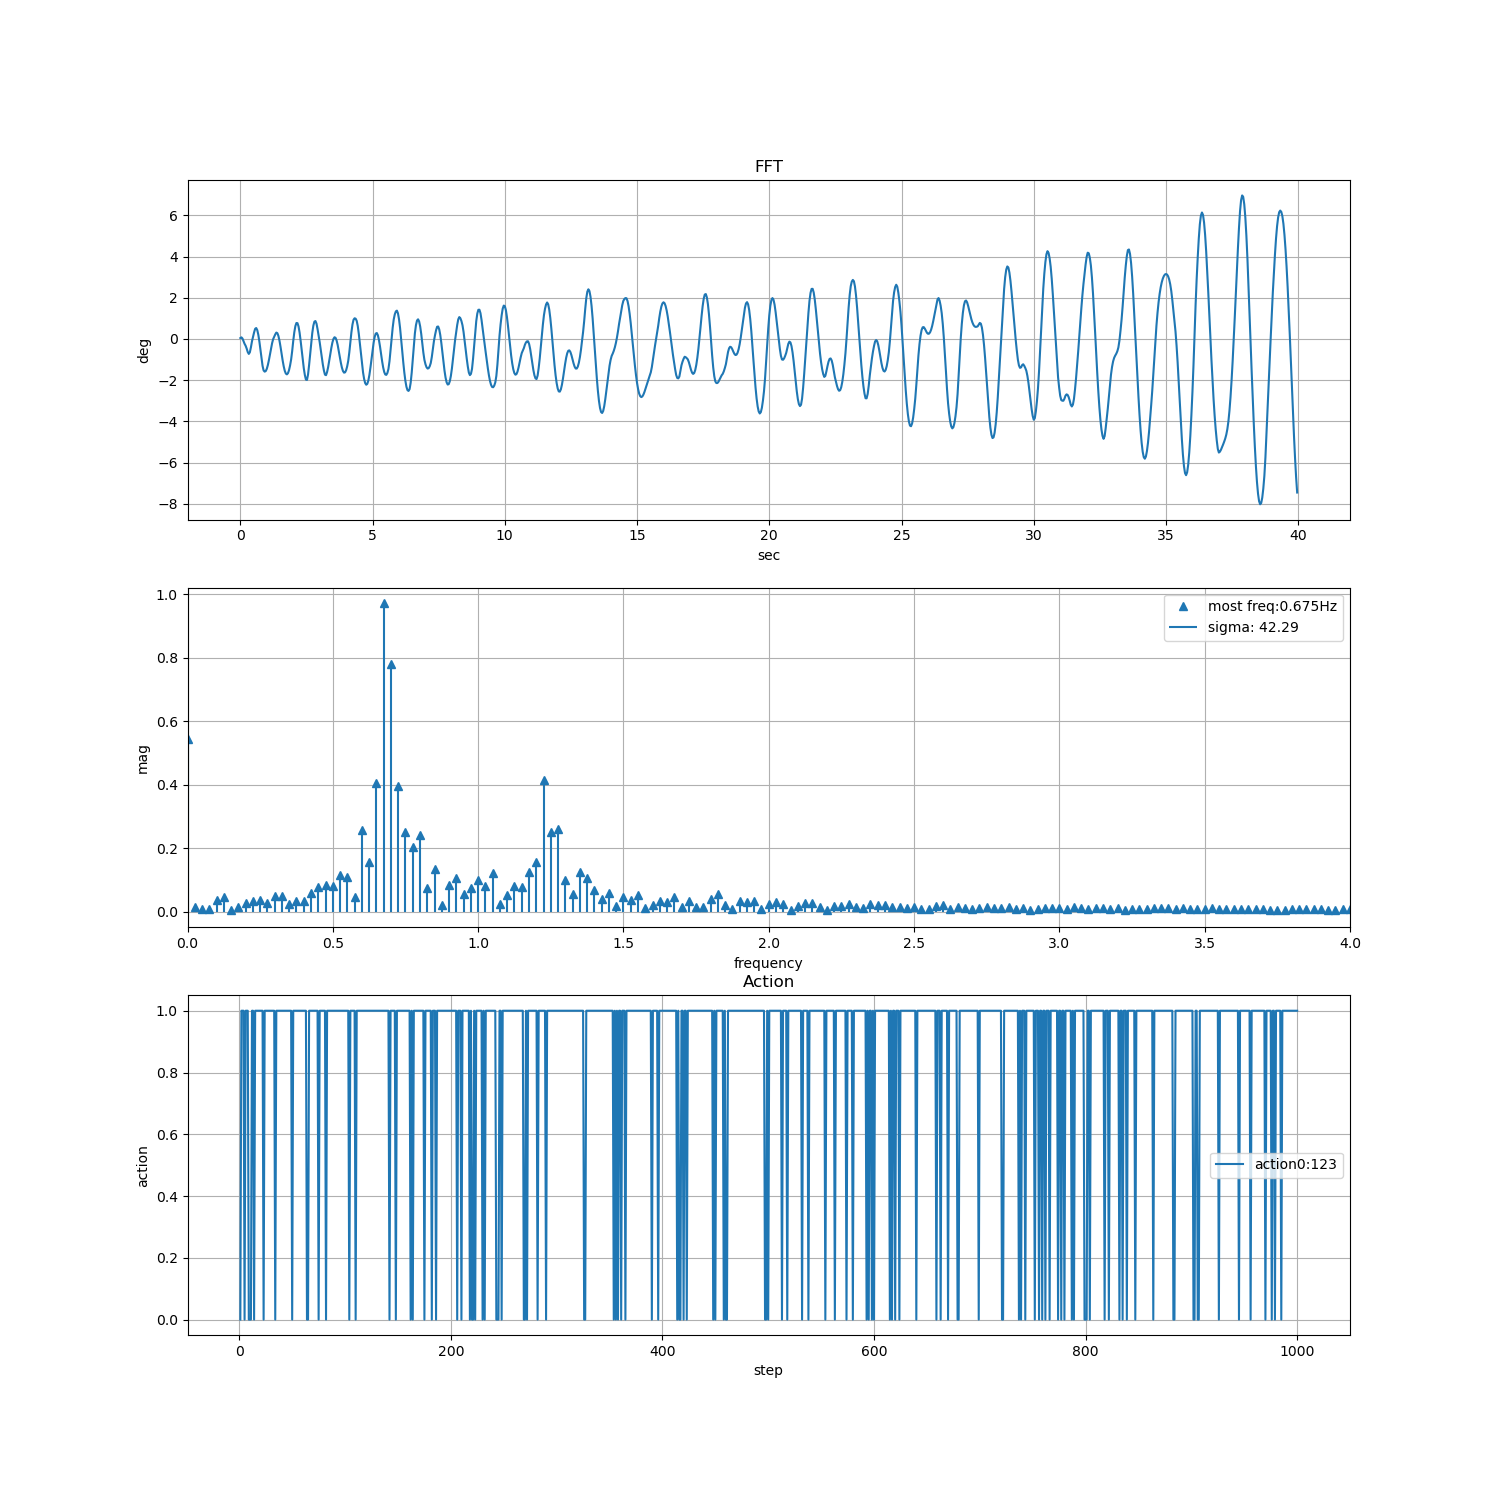 FFT
6
4
2
0
−2
−4
−6
−8
deg
0 5 10 15 20 25 30 35 40
sec
1.0
0.8
0.6
0.4
0.2
0.0
mag
most freq:0.675Hz
sigma: 42.29
0.0 0.5 1.0 1.5 2.0 2.5 3.0 3.5 4.0
frequency
Action
1.0
0.8
0.6
0.4
0.2
0.0
action
action0:123
0 200 400 600 800 1000
step